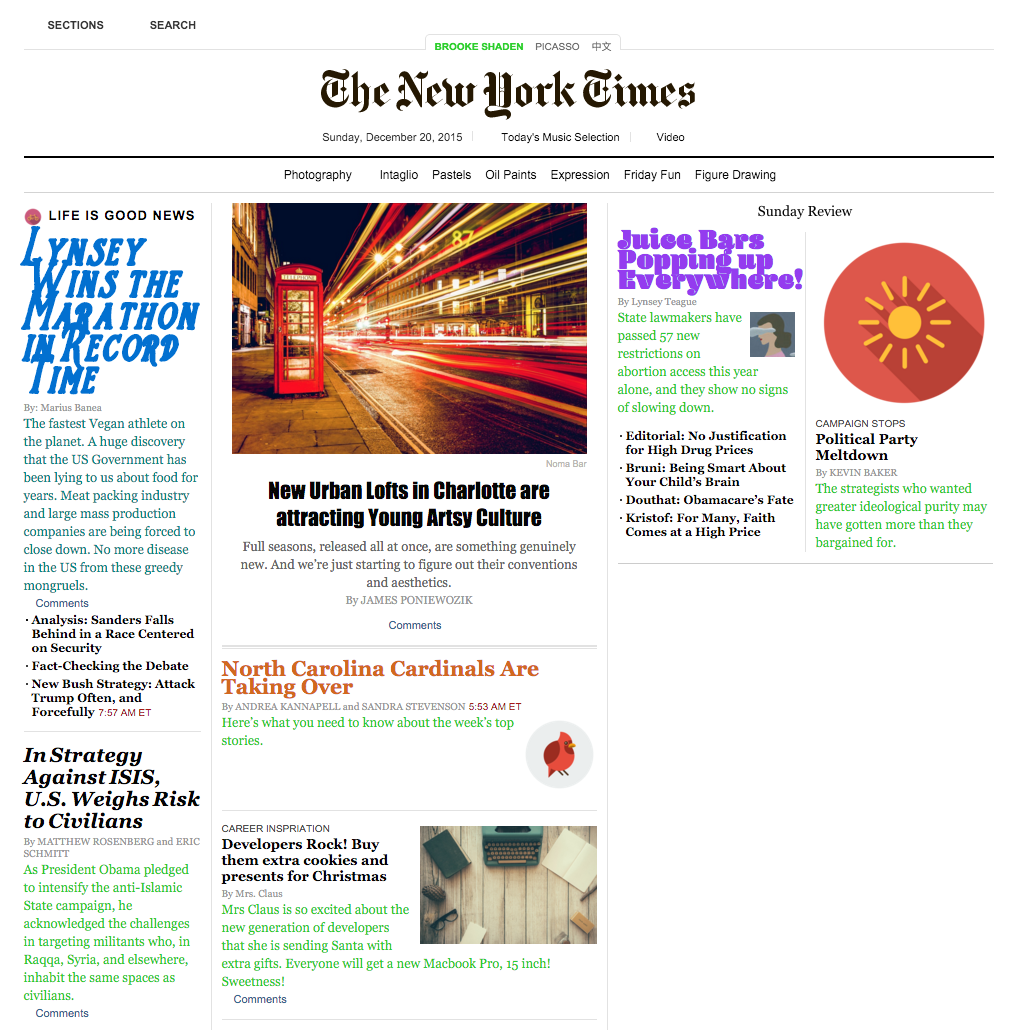 SECTIONS SEARCH
BROOKE SHADEN PICASSO 中文
The New York Times
Sunday, December 20, 2015 Today's Music Selection Video
Photography Intaglio Pastels Oil Paints Expression Friday Fun Figure Drawing
LIFE IS GOOD NEWS
Lynsey
Wins the
Marathon
in Record
Time
By: Marius Banea
The fastest Vegan athlete on
the planet. A huge discovery
that the US Government has
been lying to us about food for
years. Meat packing industry
and large mass production
companies are being forced to
close down. No more disease
in the US from these greedy
mongruels.
Comments
· Analysis: Sanders Falls
Behind in a Race Centered
on Security
· Fact-Checking the Debate
· New Bush Strategy: Attack
Trump Often, and
Forcefully 7:57 AM ET
In Strategy
Against ISIS,
U.S. Weighs Risk
to Civilians
By MATTHEW ROSENBERG and ERIC
SCHMITT
As President Obama pledged
to intensify the anti-Islamic
State campaign, he
acknowledged the challenges
in targeting militants who, in
Raqqa, Syria, and elsewhere,
inhabit the same spaces as
civilians.
Comments
TELEPHONE
87
Noma Bar
New Urban Lofts in Charlotte are
attracting Young Artsy Culture
Full seasons, released all at once, are something genuinely
new. And we're just starting to figure out their conventions
and aesthetics.
By JAMES PONIEWOZIK
Comments
North Carolina Cardinals Are
Taking Over
By ANDREA KANNAPELL and SANDRA STEVENSON 5:53 AM ET
Here's what you need to know about the week's top
stories.
CAREER INSPRIATION
Developers Rock! Buy
them extra cookies and
presents for Christmas
By Mrs. Claus
Mrs Claus is so excited about the
new generation of developers
that she is sending Santa with
extra gifts. Everyone will get a new Macbook Pro, 15 inch!
Sweetness!
Comments
Sunday Review
Juice Bars
Popping up
Everywhere!
By Lynsey Teague
State lawmakers have
passed 57 new
restrictions on
abortion access this year
alone, and they show no signs
of slowing down.
· Editorial: No Justification
for High Drug Prices
· Bruni: Being Smart About
Your Child's Brain
· Douthat: Obamacare's Fate
· Kristof: For Many, Faith
Comes at a High Price
CAMPAIGN STOPS
Political Party
Meltdown
By KEVIN BAKER
The strategists who wanted
greater ideological purity may
have gotten more than they
bargained for.